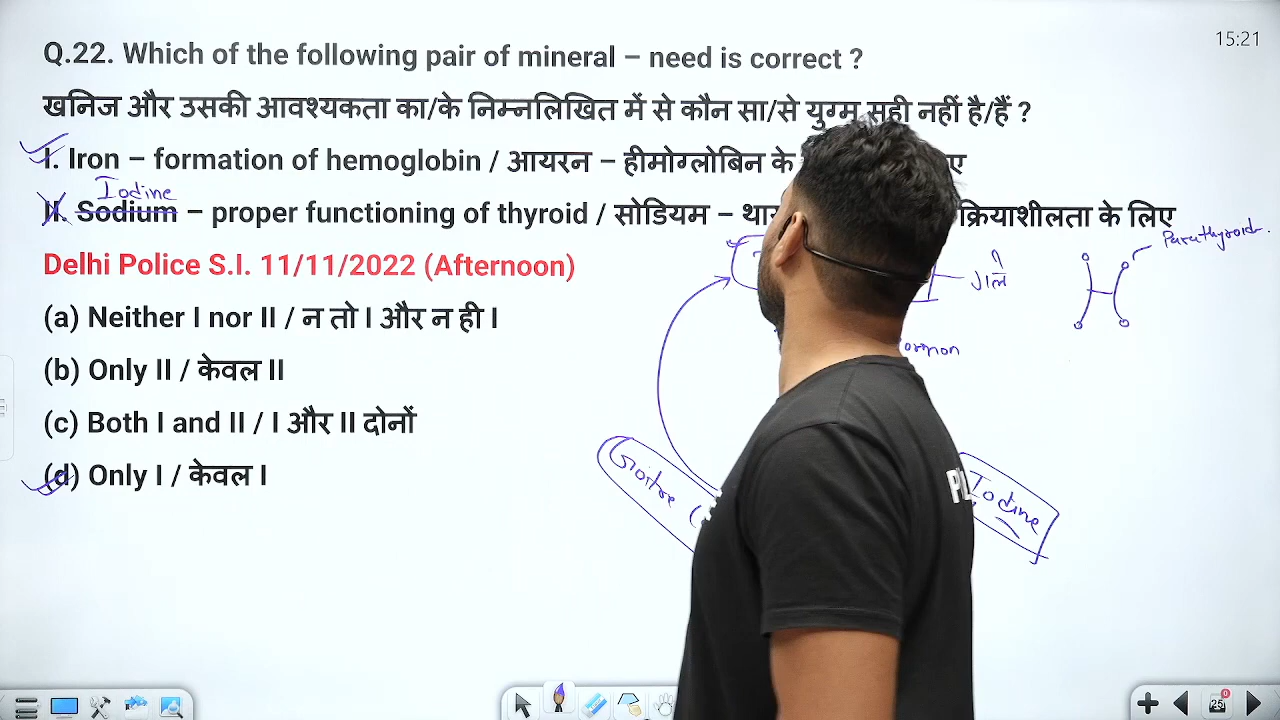 15:21
Q.22. Which of the following pair of mineral – need is correct ?
खनिज और उसकी आवश्यकता का/के निम्नलिखित में से कौन सा/से युग्म सही नहीं है/हैं ?
I. Iron – formation of hemoglobin / आयरन – हीमोग्लोबिन के
Iodine
II. Sodium – proper functioning of thyroid / सोडियम – क्रियाशीलता के लिए
Parathyroid.
Delhi Police S.I. 11/11/2022 (Afternoon)
(a) Neither I nor II / न तो I और न ही I
(b) Only II / केवल II
(c) Both I and II / I और II दोनों
(d) Only I / केवल I
Goitre
Iodine
25